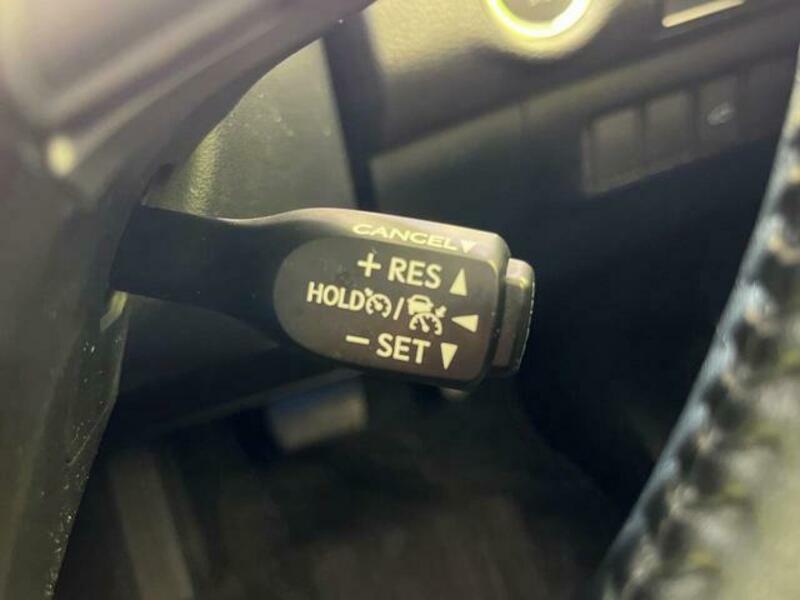 CANCEL
+ RES
HOLD /
- SET